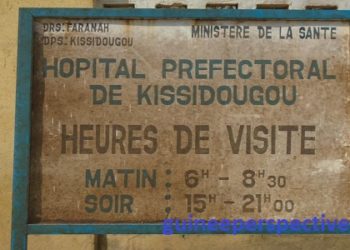 DRS: FARANAH
DPS: KISSIDOUGOU
MINISTERE DE LA SANTE
HOPITAL PREFECTORAL
DE KISSIDOUGOU
HEURES DE VISITE
MATIN : 6H - 8H30
SOIR : 15H - 21H00
guineeperspective